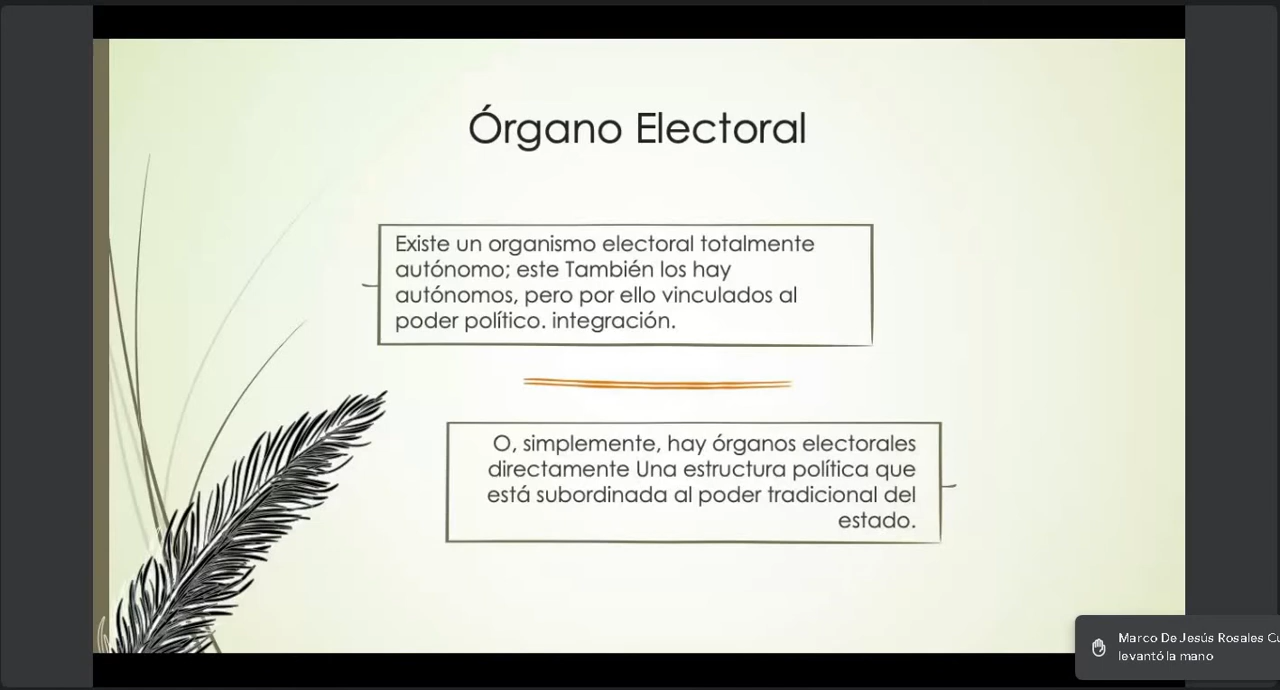 Órgano Electoral
Existe un organismo electoral totalmente
autónomo; este También los hay
autónomos, pero por ello vinculados al
poder político. integración.
O, simplemente, hay órganos electorales
directamente Una estructura política que
está subordinada al poder tradicional del
estado.
Marco De Jesús Rosales
levantó la mano